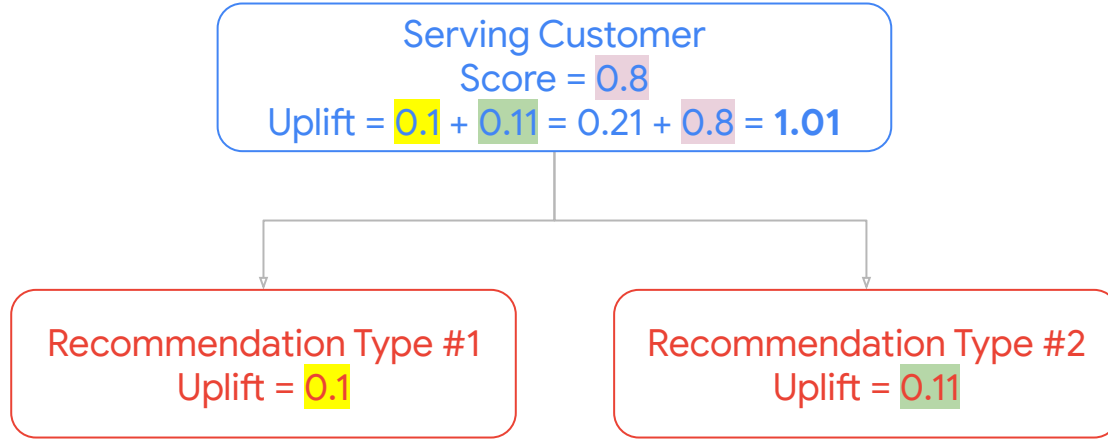 Serving Customer
Score = 0.8
Uplift = 0.1 + 0.11 = 0.21 + 0.8 = 1.01
Recommendation Type #1
Uplift = 0.1
Recommendation Type #2
Uplift = 0.11